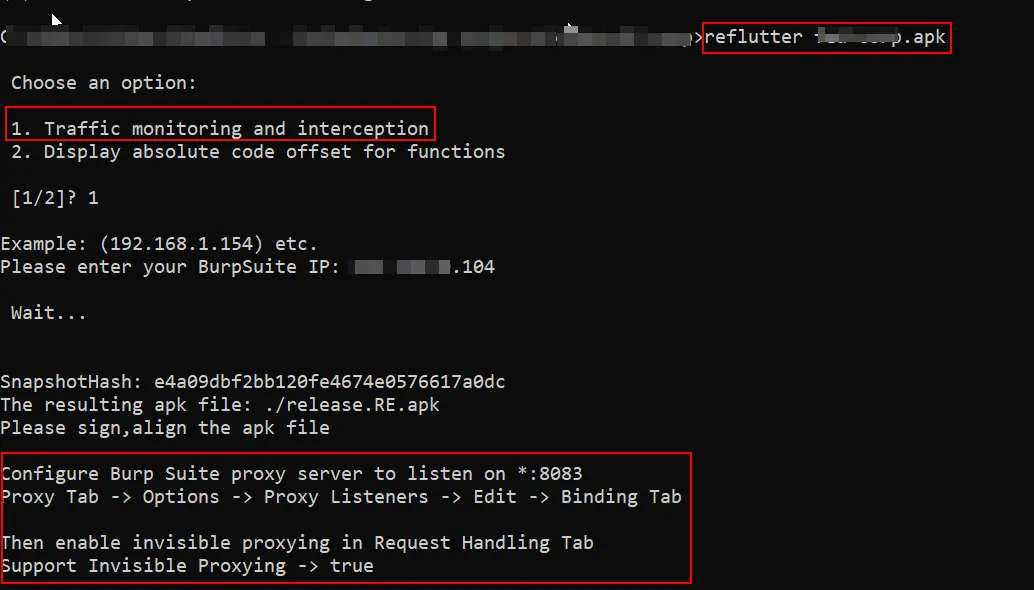 >reflutter .apk
Choose an option:
1. Traffic monitoring and interception
2. Display absolute code offset for functions
[1/2]? 1
Example: (192.168.1.154) etc.
Please enter your BurpSuite IP: .104
Wait...
SnapshotHash: e4a09dbf2bb120fe4674e0576617a0dc
The resulting apk file: ./release.RE.apk
Please sign,align the apk file
Configure Burp Suite proxy server to listen on *:8083
Proxy Tab -> Options -> Proxy Listeners -> Edit -> Binding Tab
Then enable invisible proxying in Request Handling Tab
Support Invisible Proxying -> true